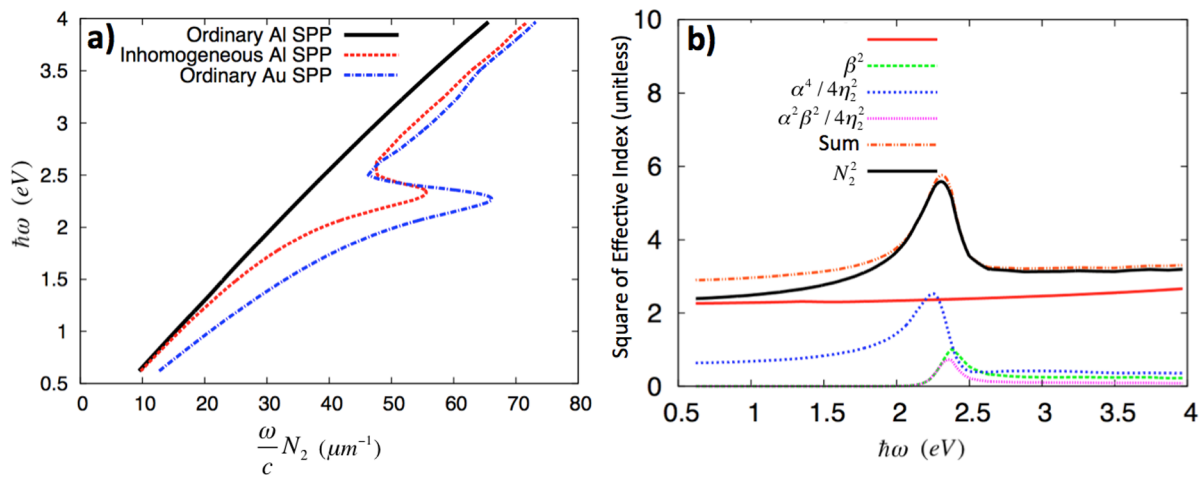 a)
Ordinary Al SPP
Inhomogeneous Al SPP
Ordinary Au SPP
4
3.5
3
2.5
2
1.5
1
0.5
ħω (eV)
0 10 20 30 40 50 60 70 80
ω/c N₂ (μm⁻¹)
b)
β²
α⁴ / 4η₂²
α²β² / 4η₂²
Sum
N₂²
10
8
6
4
2
0
Square of Effective Index (unitless)
0.5 1 1.5 2 2.5 3 3.5 4
ħω (eV)